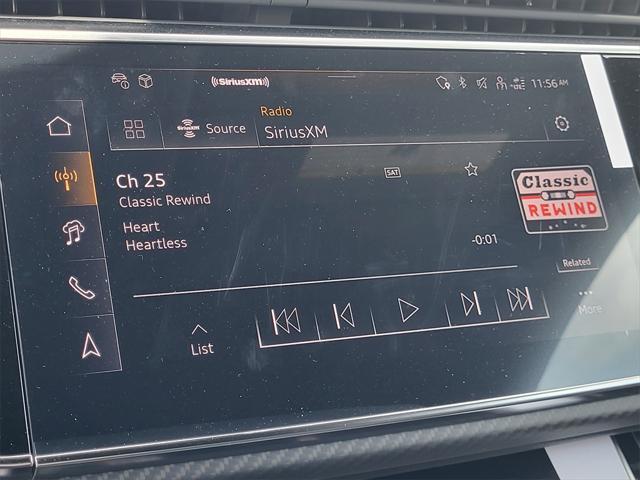 ((SiriusXM))
11:56 AM
Radio
SiriusXM
Source
SiriusXM
Ch 25
SAT
Classic Rewind
Heart
Heartless
-0:01
Classic
REWIND
Related
List
More